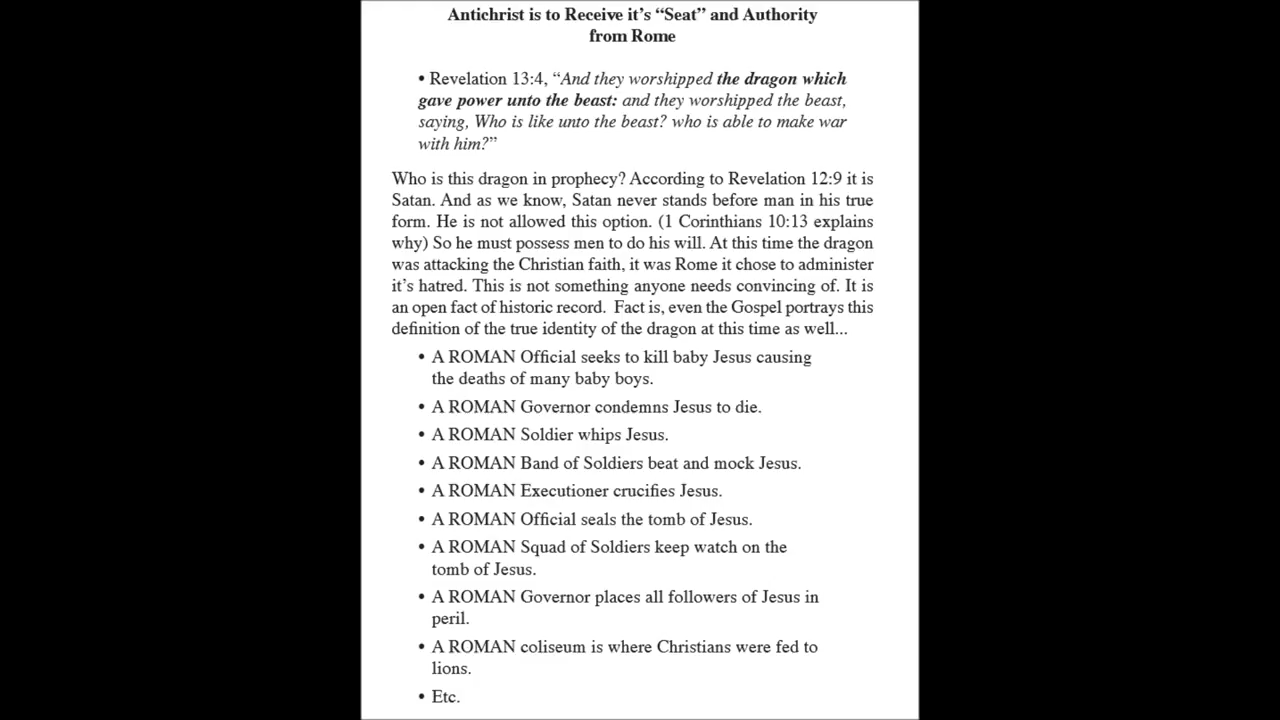 Antichrist is to Receive it's “Seat” and Authority
from Rome
• Revelation 13:4, “And they worshipped the dragon which
gave power unto the beast: and they worshipped the beast,
saying, Who is like unto the beast? who is able to make war
with him?”
Who is this dragon in prophecy? According to Revelation 12:9 it is
Satan. And as we know, Satan never stands before man in his true
form. He is not allowed this option. (1 Corinthians 10:13 explains
why) So he must possess men to do his will. At this time the dragon
was attacking the Christian faith, it was Rome it chose to administer
it's hatred. This is not something anyone needs convincing of. It is
an open fact of historic record. Fact is, even the Gospel portrays this
definition of the true identity of the dragon at this time as well...
• A ROMAN Official seeks to kill baby Jesus causing
the deaths of many baby boys.
• A ROMAN Governor condemns Jesus to die.
• A ROMAN Soldier whips Jesus.
• A ROMAN Band of Soldiers beat and mock Jesus.
• A ROMAN Executioner crucifies Jesus.
• A ROMAN Official seals the tomb of Jesus.
• A ROMAN Squad of Soldiers keep watch on the
tomb of Jesus.
• A ROMAN Governor places all followers of Jesus in
peril.
• A ROMAN coliseum is where Christians were fed to
lions.
• Etc.